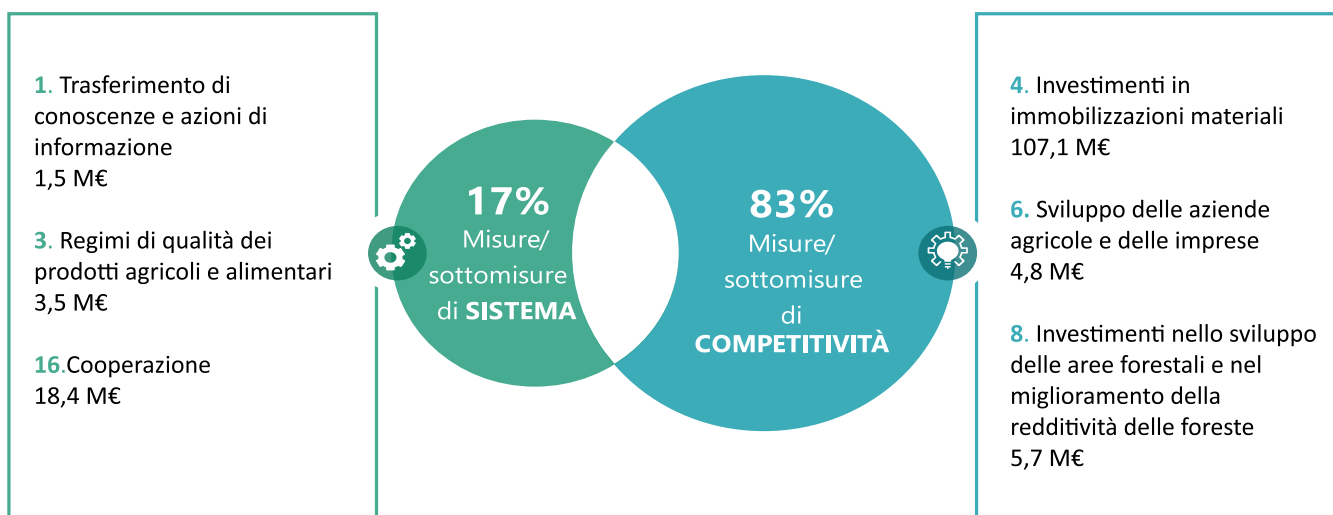 1. Trasferimento di
conoscenze e azioni di
informazione
1,5 M€
3. Regimi di qualità dei
prodotti agricoli e alimentari
3,5 M€
16.Cooperazione
18,4 M€
17%
Misure/
sottomisure
di SISTEMA
83%
Misure/
sottomisure
di
COMPETITIVITÀ
4. Investimenti in
immobilizzazioni materiali
107,1 M€
6. Sviluppo delle aziende
agricole e delle imprese
4,8 M€
8. Investimenti nello sviluppo
delle aree forestali e nel
miglioramento della
redditività delle foreste
5,7 M€